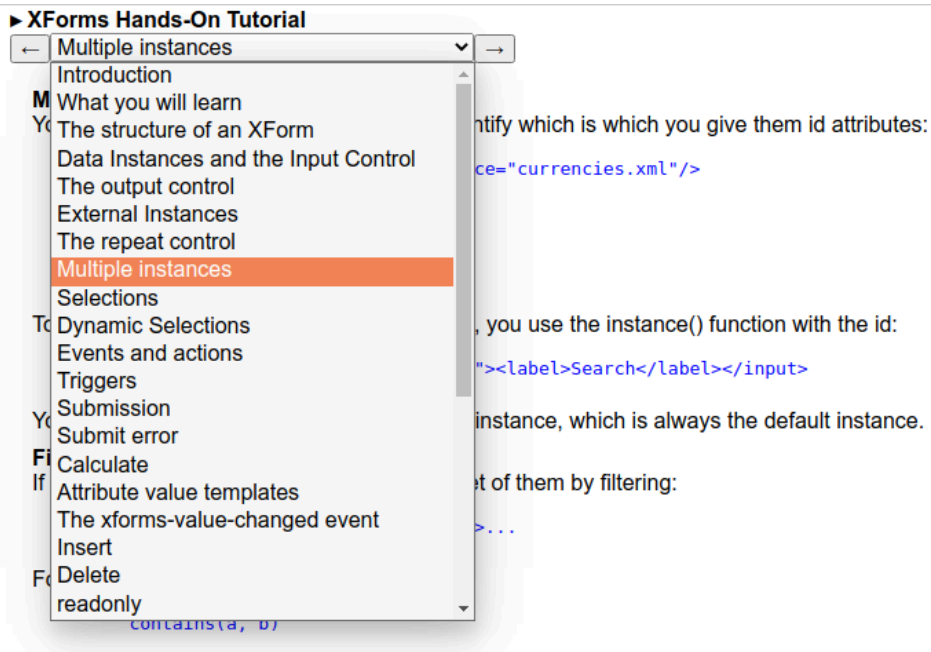 ▸ XForms Hands-On Tutorial
← Multiple instances →
Introduction
What you will learn
The structure of an XForm
ntify which is which you give them id attributes:
Data Instances and the Input Control
ce="currencies.xml"/>
The output control
External Instances
The repeat control
Multiple instances
Selections
Dynamic Selections
, you use the instance() function with the id:
Events and actions
Triggers
"><label>Search</label></input>
Submission
instance, which is always the default instance.
Submit error
Calculate
If
Attribute value templates
et of them by filtering:
The xforms-value-changed event
>...
Insert
Delete
readonly
contains(a, b)